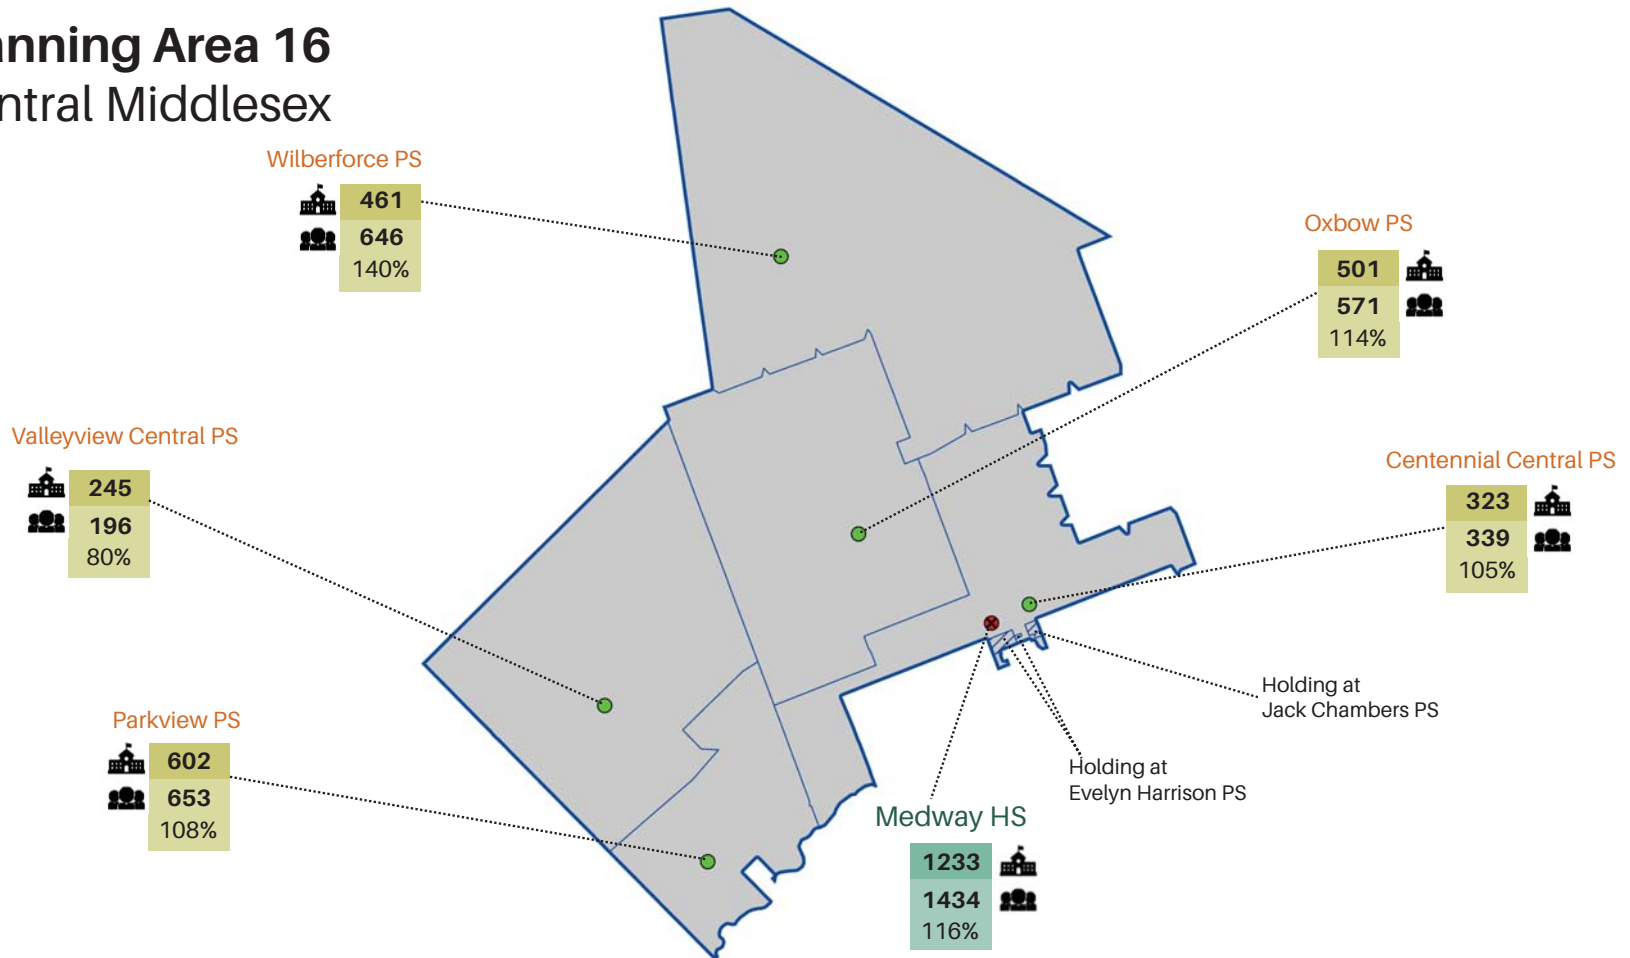 anning Area 16
ntral Middlesex
Wilberforce PS
461
646
140%
Oxbow PS
501
571
114%
Valleyview Central PS
245
196
80%
Centennial Central PS
323
339
105%
Holding at
Jack Chambers PS
Parkview PS
602
653
108%
Holding at
Evelyn Harrison PS
Medway HS
1233
1434
116%